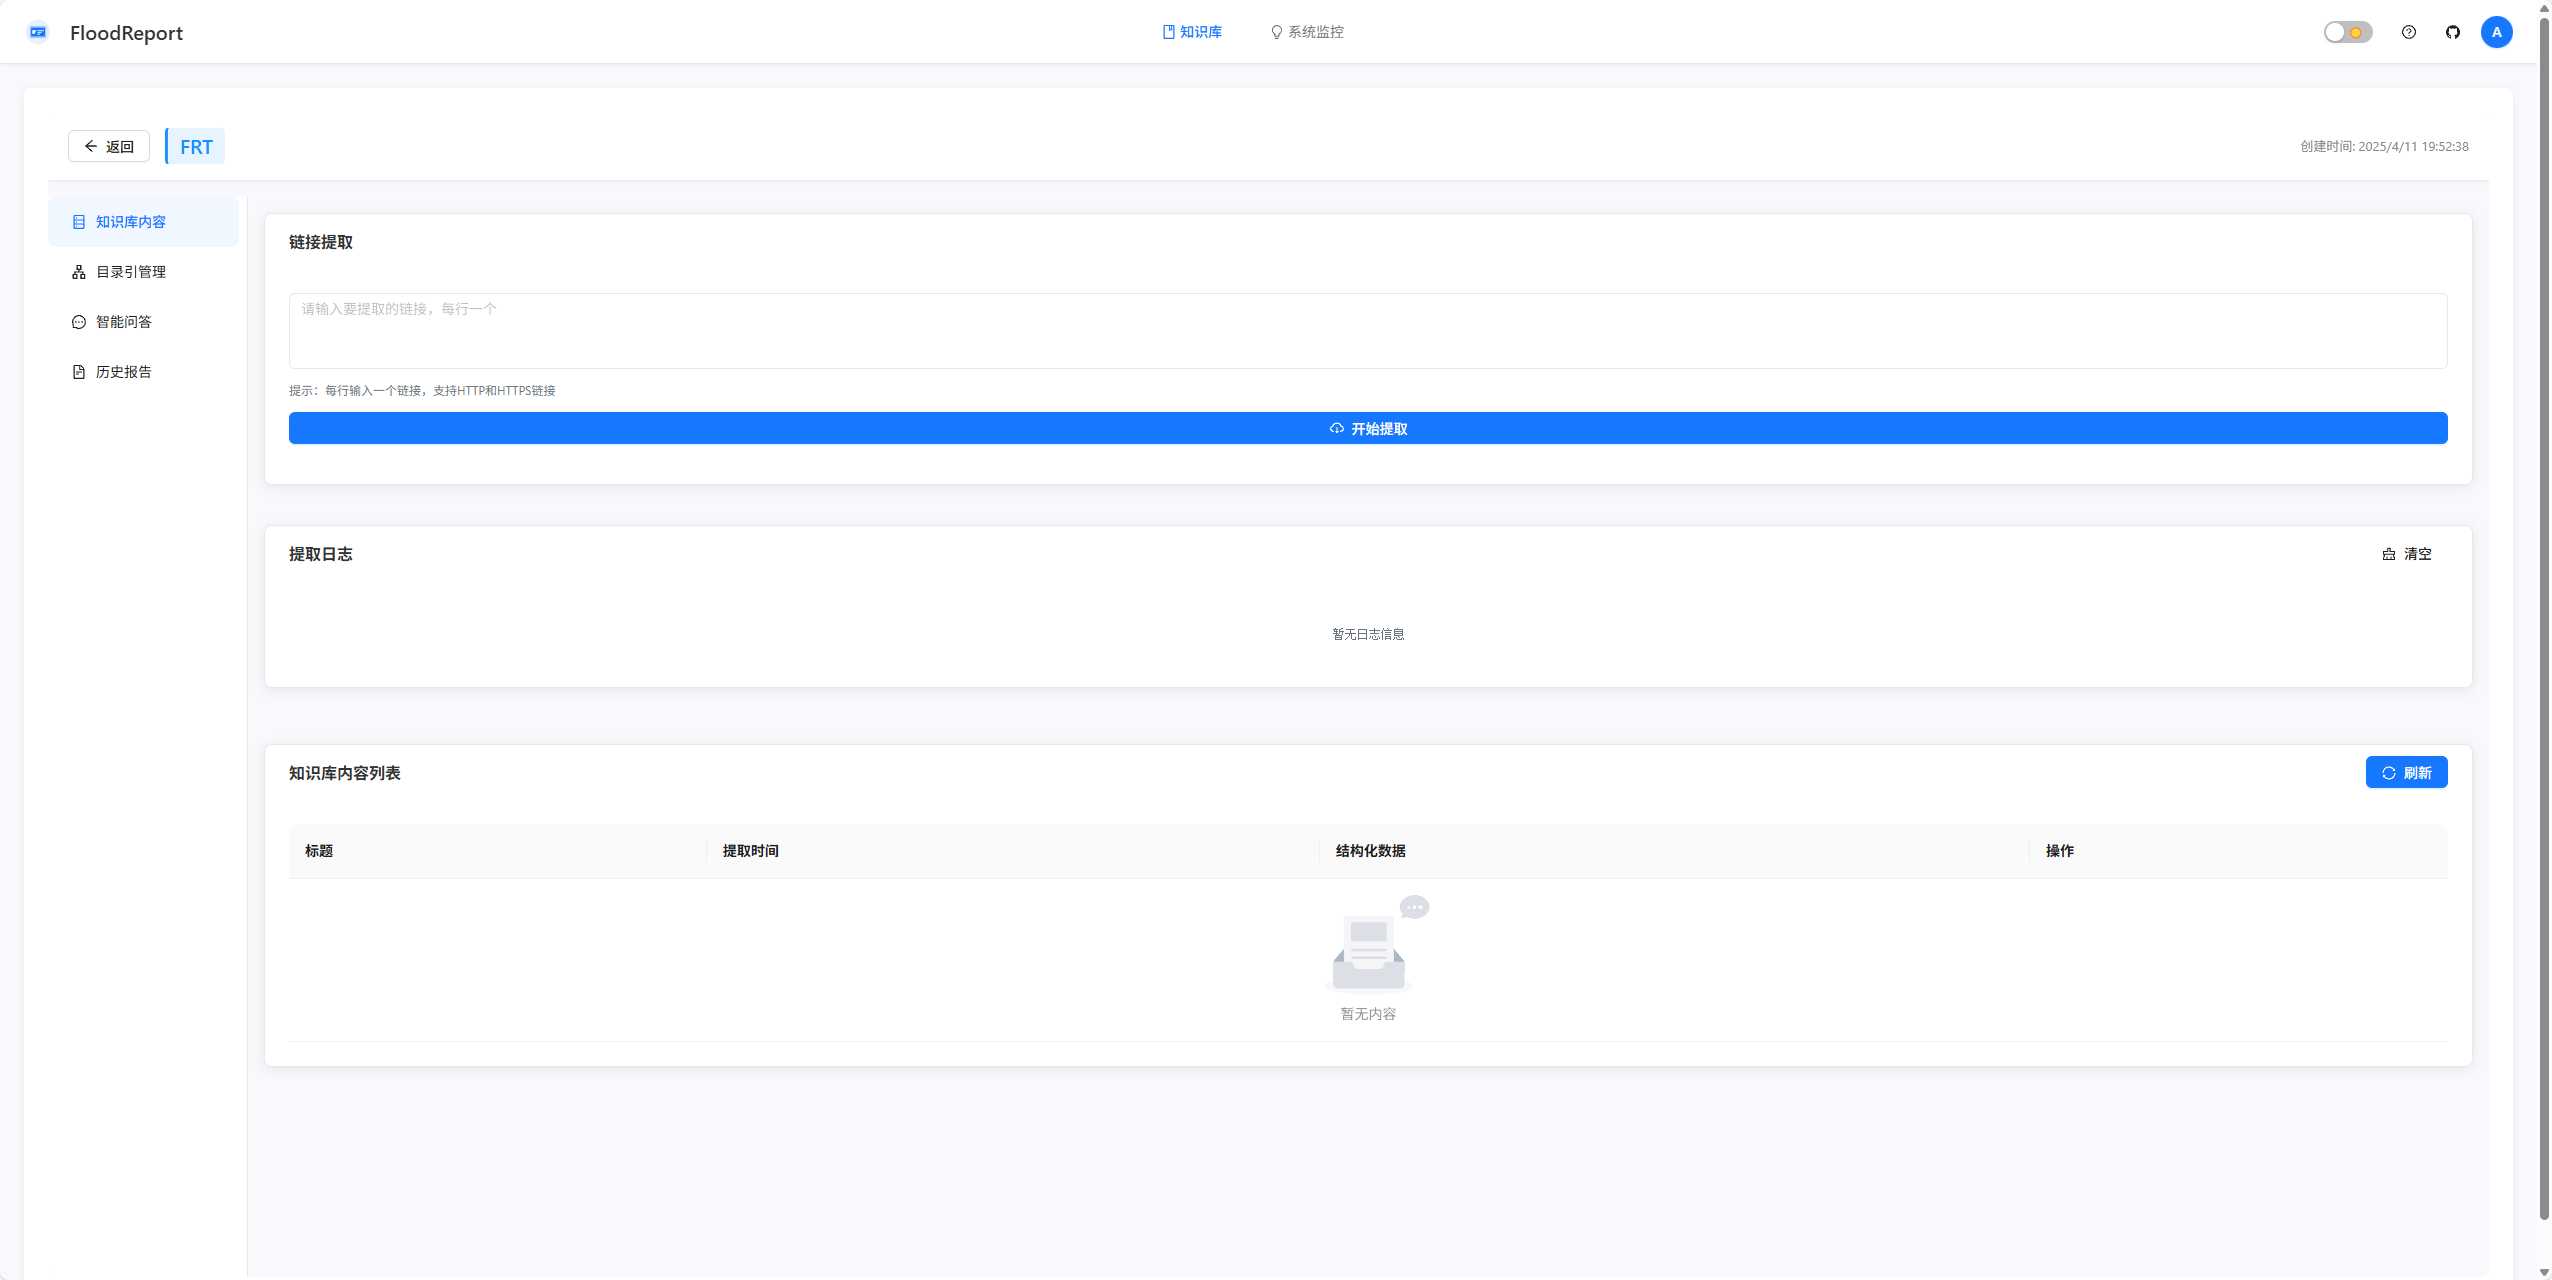 FloodReport
知识库
系统监控
A
返回
FRT
创建时间: 2025/4/11 19:52:38
知识库内容
目录引管理
智能问答
历史报告
链接提取
请输入要提取的链接，每行一个
提示：每行输入一个链接，支持HTTP和HTTPS链接
开始提取
提取日志
清空
暂无日志信息
知识库内容列表
刷新
标题
提取时间
结构化数据
操作
暂无内容